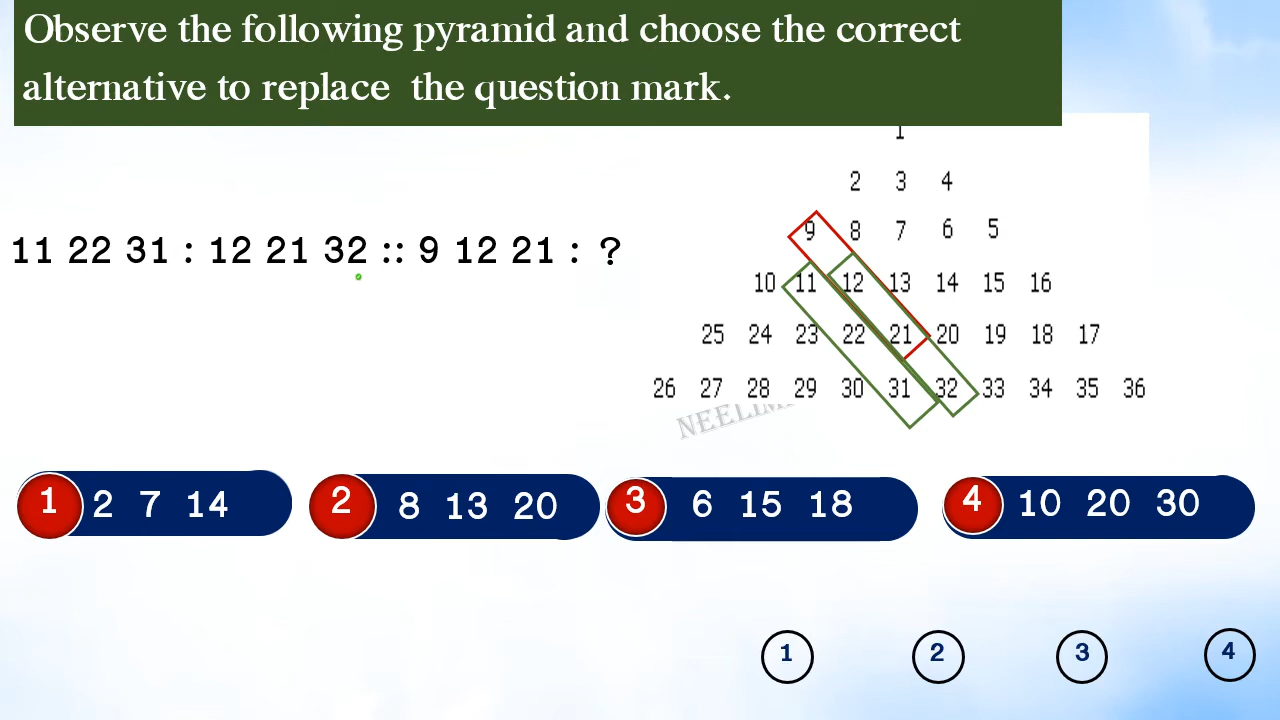 Observe the following pyramid and choose the correct
alternative to replace the question mark.
1
2 3 4
9 8 7 6 5
11 22 31 : 12 21 32 :: 9 12 21 : ?
10 11 12 13 14 15 16
25 24 23 22 21 20 19 18 17
26 27 28 29 30 31 32 33 34 35 36
1 2 7 14
2 8 13 20
3 6 15 18
4 10 20 30
1 2 3 4